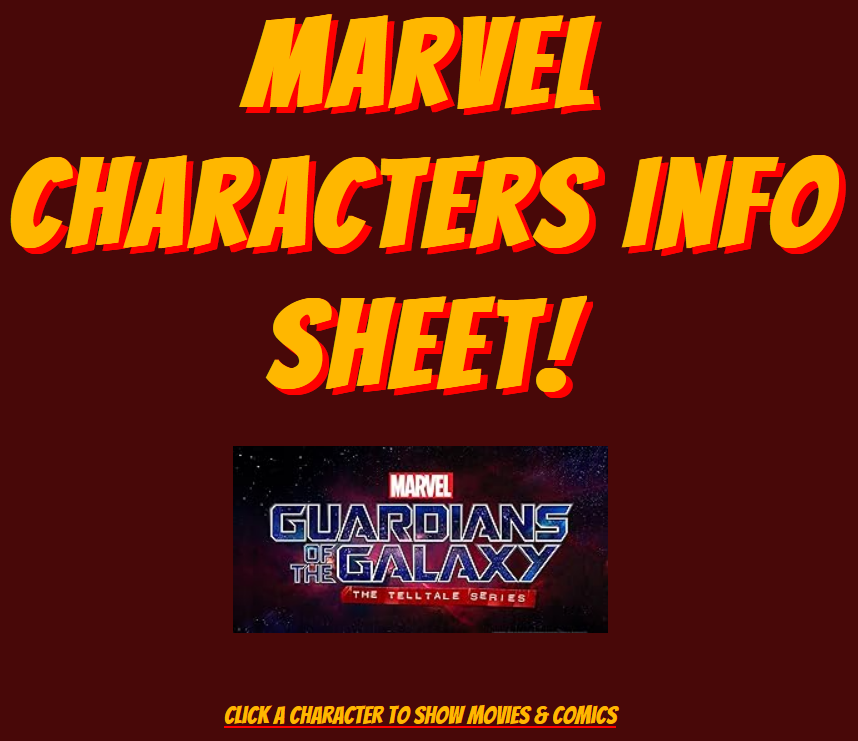 MARVEL
CHARACTERS INFO
SHEET!
MARVEL
GUARDIANS
OF THE GALAXY
THE TELLTALE SERIES
CLICK A CHARACTER TO SHOW MOVIES & COMICS